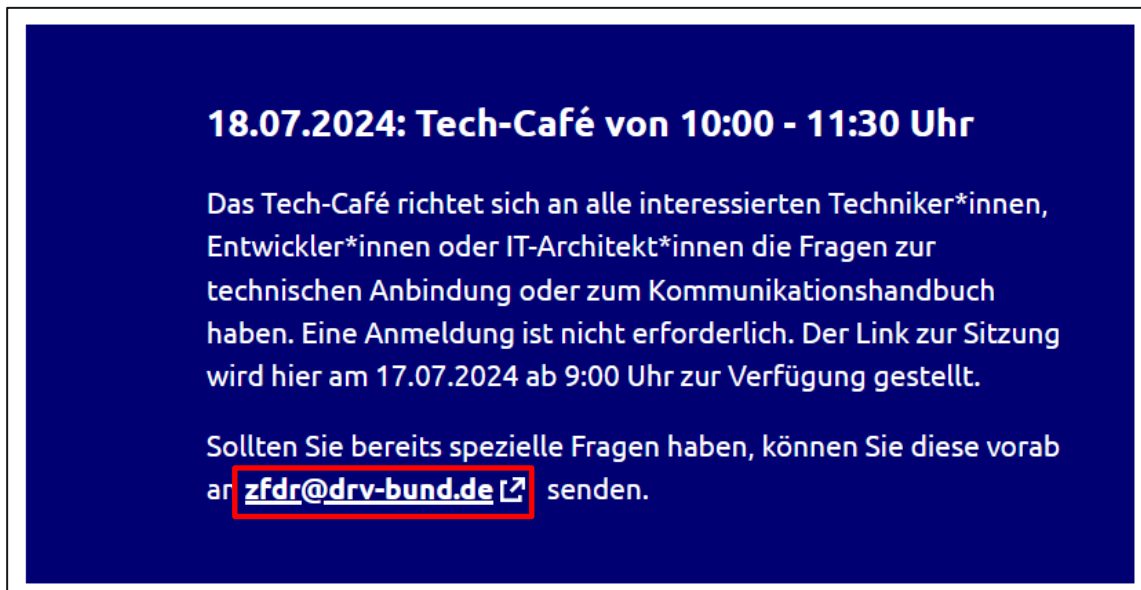 18.07.2024: Tech-Café von 10:00 - 11:30 Uhr
Das Tech-Café richtet sich an alle interessierten Techniker*innen,
Entwickler*innen oder IT-Architekt*innen die Fragen zur
technischen Anbindung oder zum Kommunikationshandbuch
haben. Eine Anmeldung ist nicht erforderlich. Der Link zur Sitzung
wird hier am 17.07.2024 ab 9:00 Uhr zur Verfügung gestellt.
Sollten Sie bereits spezielle Fragen haben, können Sie diese vorab
an zfdr@drv-bund.de senden.